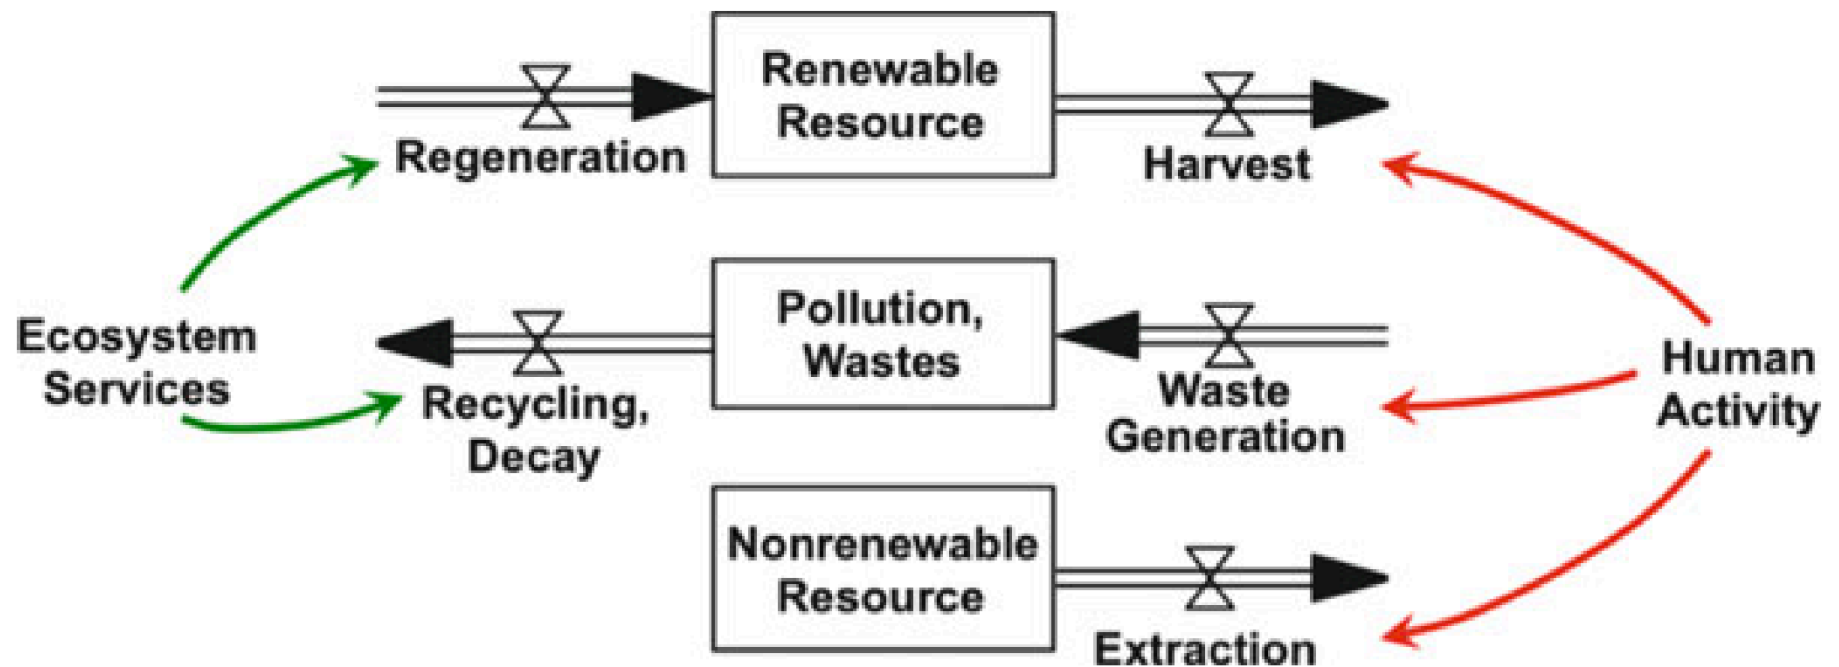 Renewable
Resource
Regeneration
Harvest
Ecosystem
Services
Pollution,
Wastes
Recycling,
Decay
Waste
Generation
Human
Activity
Nonrenewable
Resource
Extraction